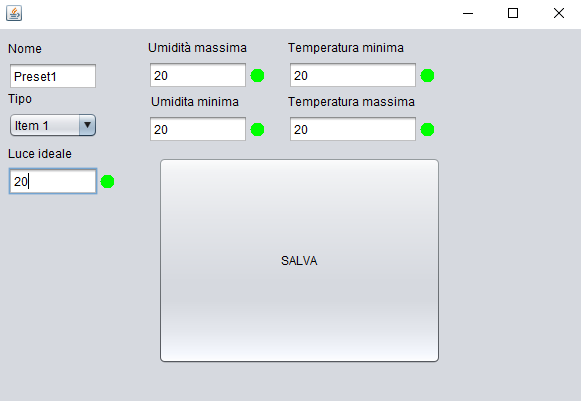 Nome
Umidità massima
Temperatura minima
Preset1
20
20
Tipo
Umidita minima
Temperatura massima
Item 1
20
20
Luce ideale
20
SALVA